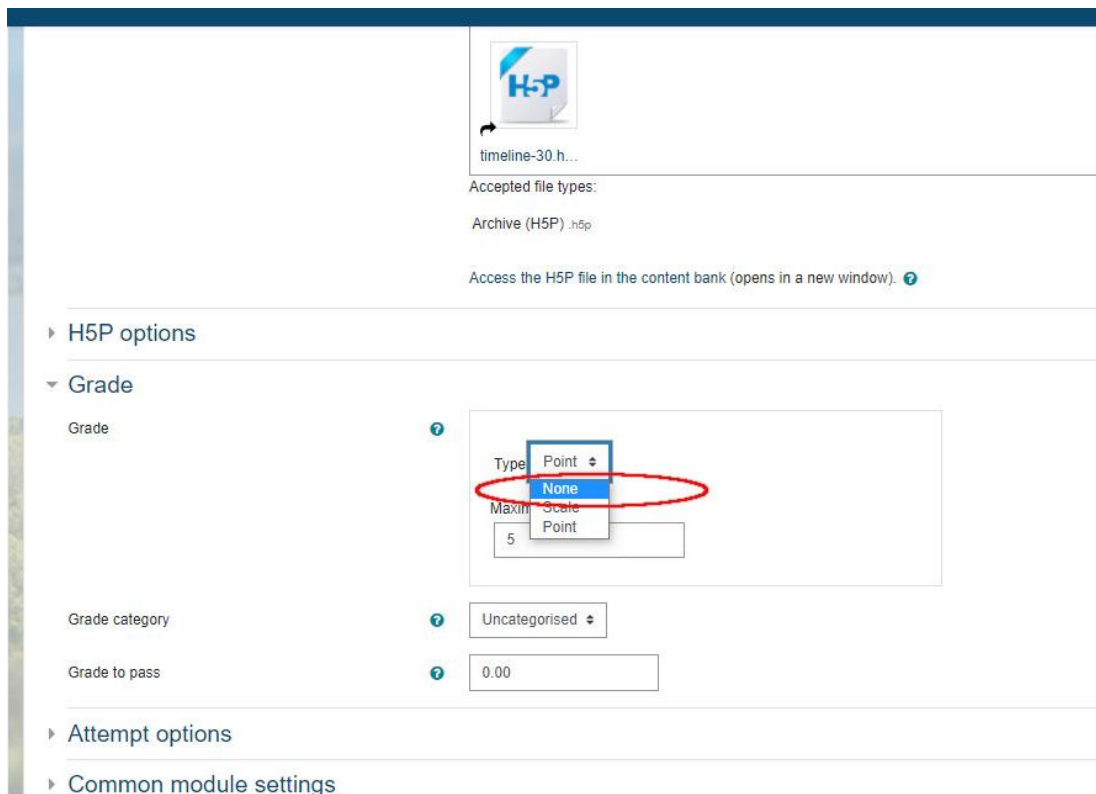 H5P
timeline-30.h...
Accepted file types:
Archive (H5P) .h5p
Access the H5P file in the content bank (opens in a new window). ?
H5P options
Grade
Grade ?
Type Point
None
Scale
Point
5
Grade category ? Uncategorised
Grade to pass ? 0.00
Attempt options
Common module settings